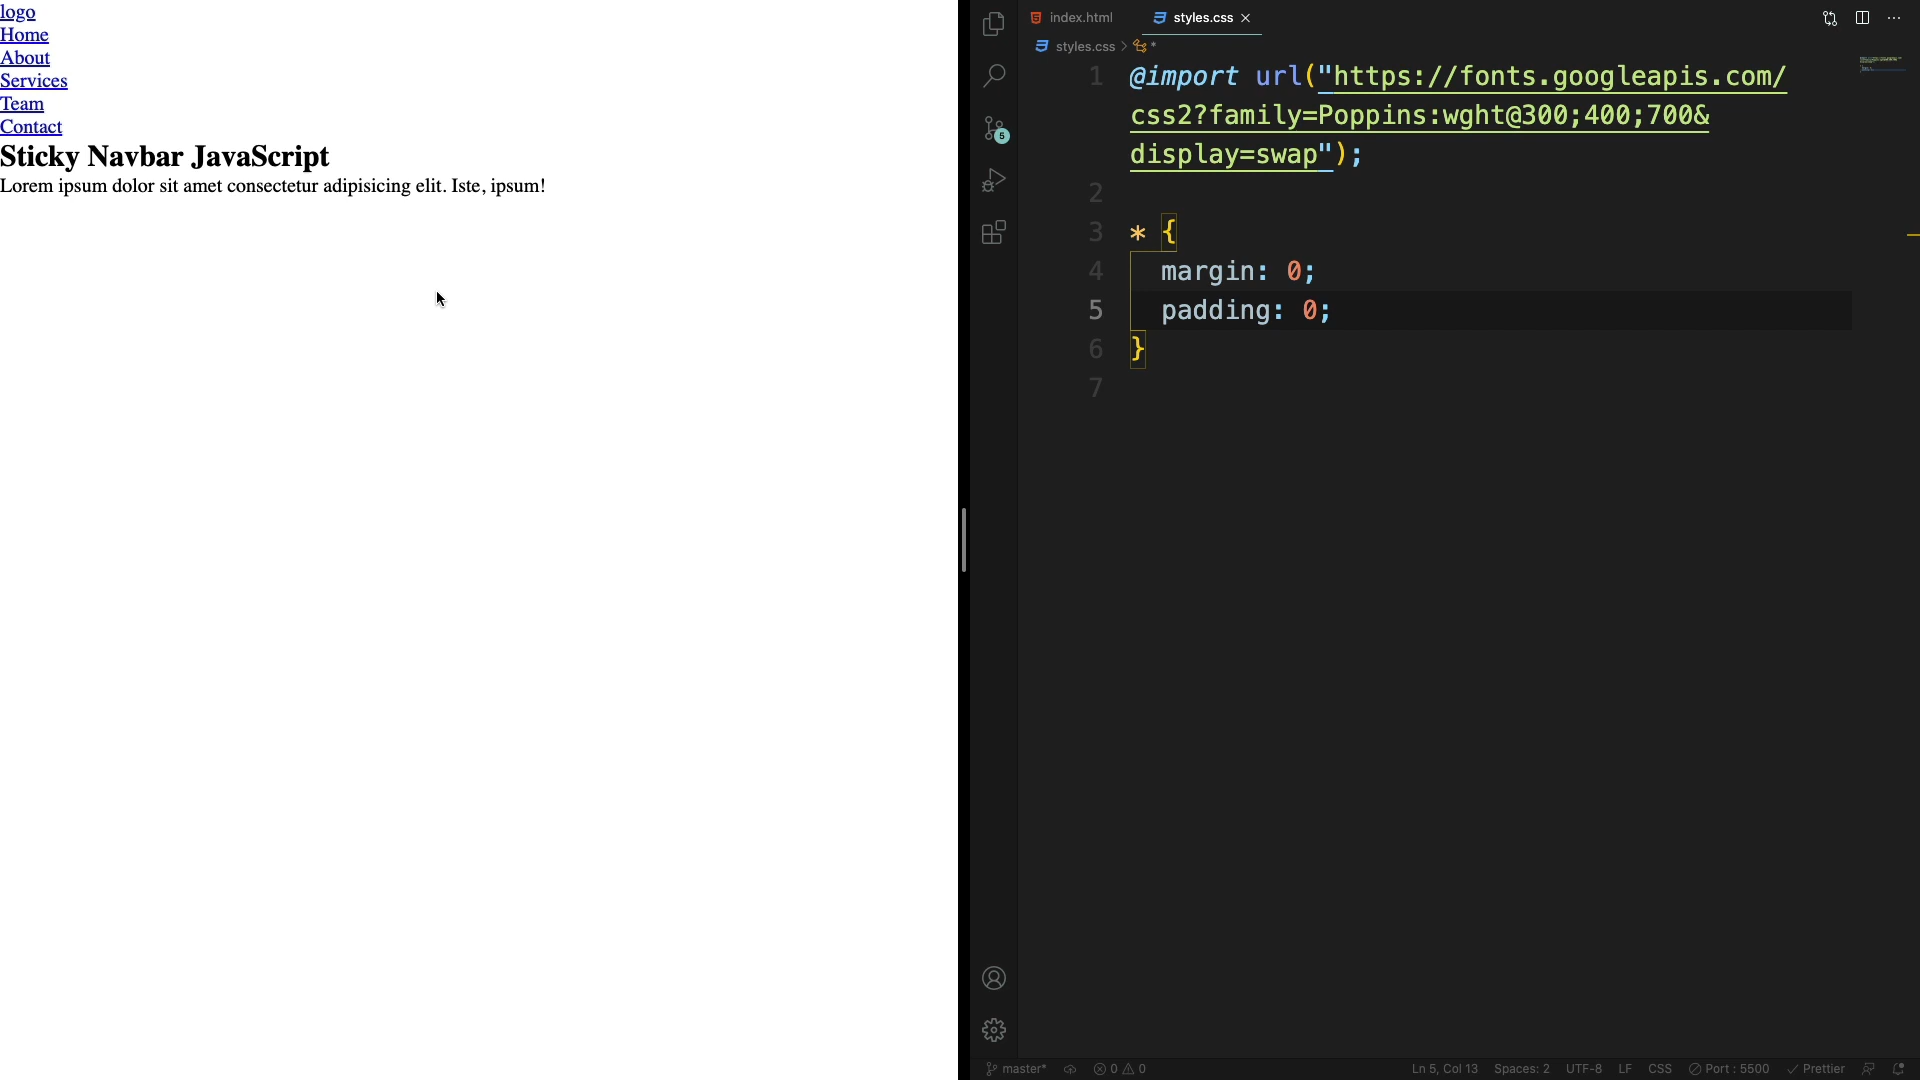 logo
Home
About
Services
Team
Contact
Sticky Navbar JavaScript
Lorem ipsum dolor sit amet consectetur adipisicing elit. Iste, ipsum!
index.html
styles.css
styles.css > *
1 @import url("https://fonts.googleapis.com/
css2?family=Poppins:wght@300;400;700&
display=swap");
2
3 * {
4 margin: 0;
5 padding: 0;
6 }
7
5
master* 0 0 Ln 5, Col 13 Spaces: 2 UTF-8 LF CSS Port : 5500 Prettier